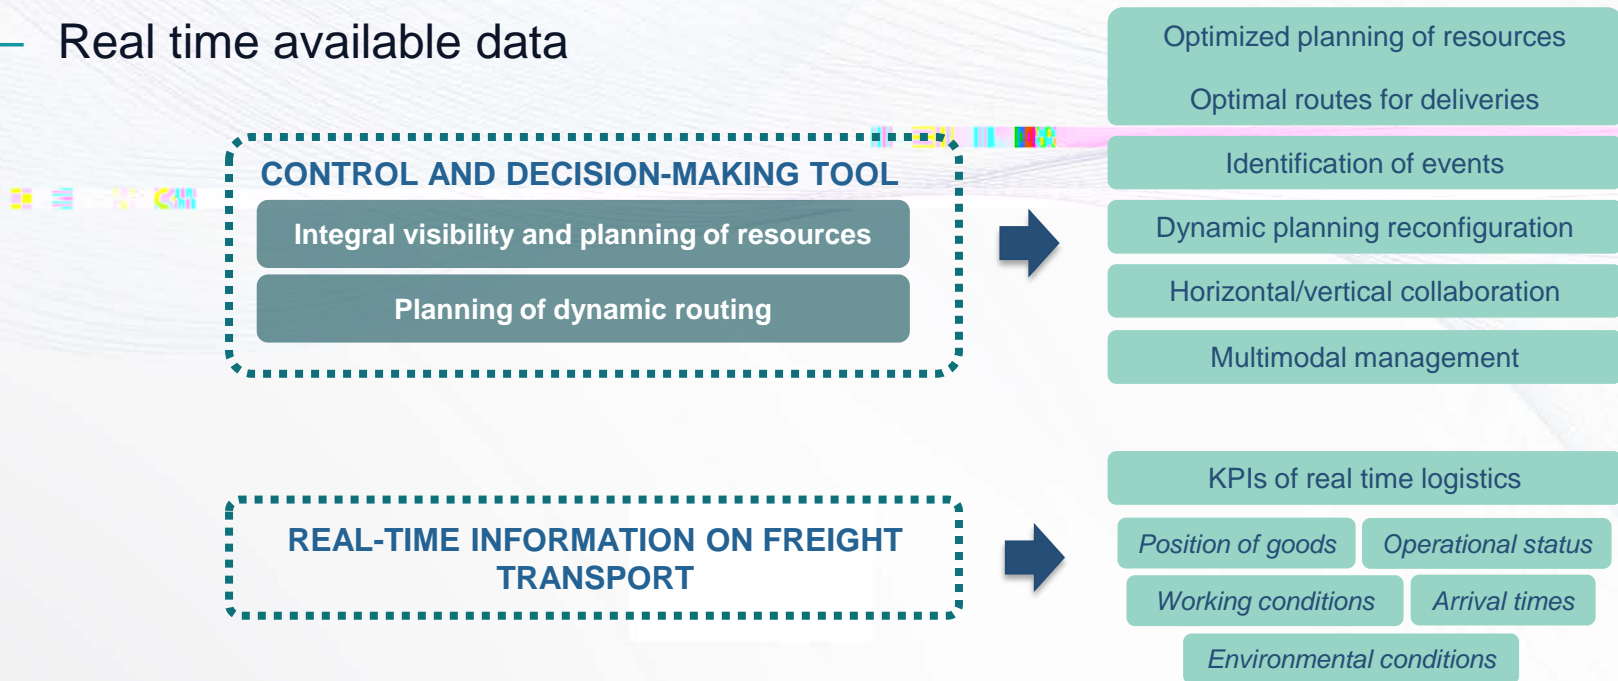 – Real time available data
CONTROL AND DECISION-MAKING TOOL
Integral visibility and planning of resources
Planning of dynamic routing
Optimized planning of resources
Optimal routes for deliveries
Identification of events
Dynamic planning reconfiguration
Horizontal/vertical collaboration
Multimodal management
REAL-TIME INFORMATION ON FREIGHT
TRANSPORT
KPIs of real time logistics
Position of goods
Operational status
Working conditions
Arrival times
Environmental conditions